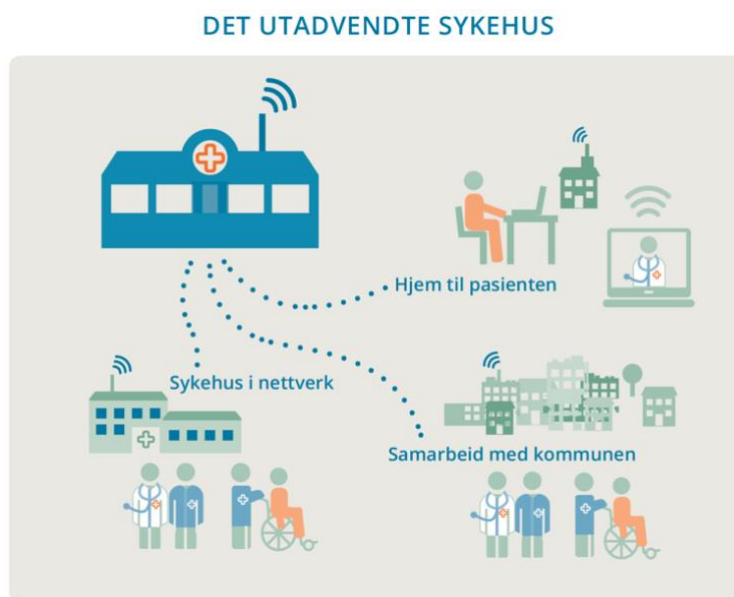 DET UTADVENDTE SYKEHUS
Hjem til pasienten
Sykehus i nettverk
Samarbeid med kommunen